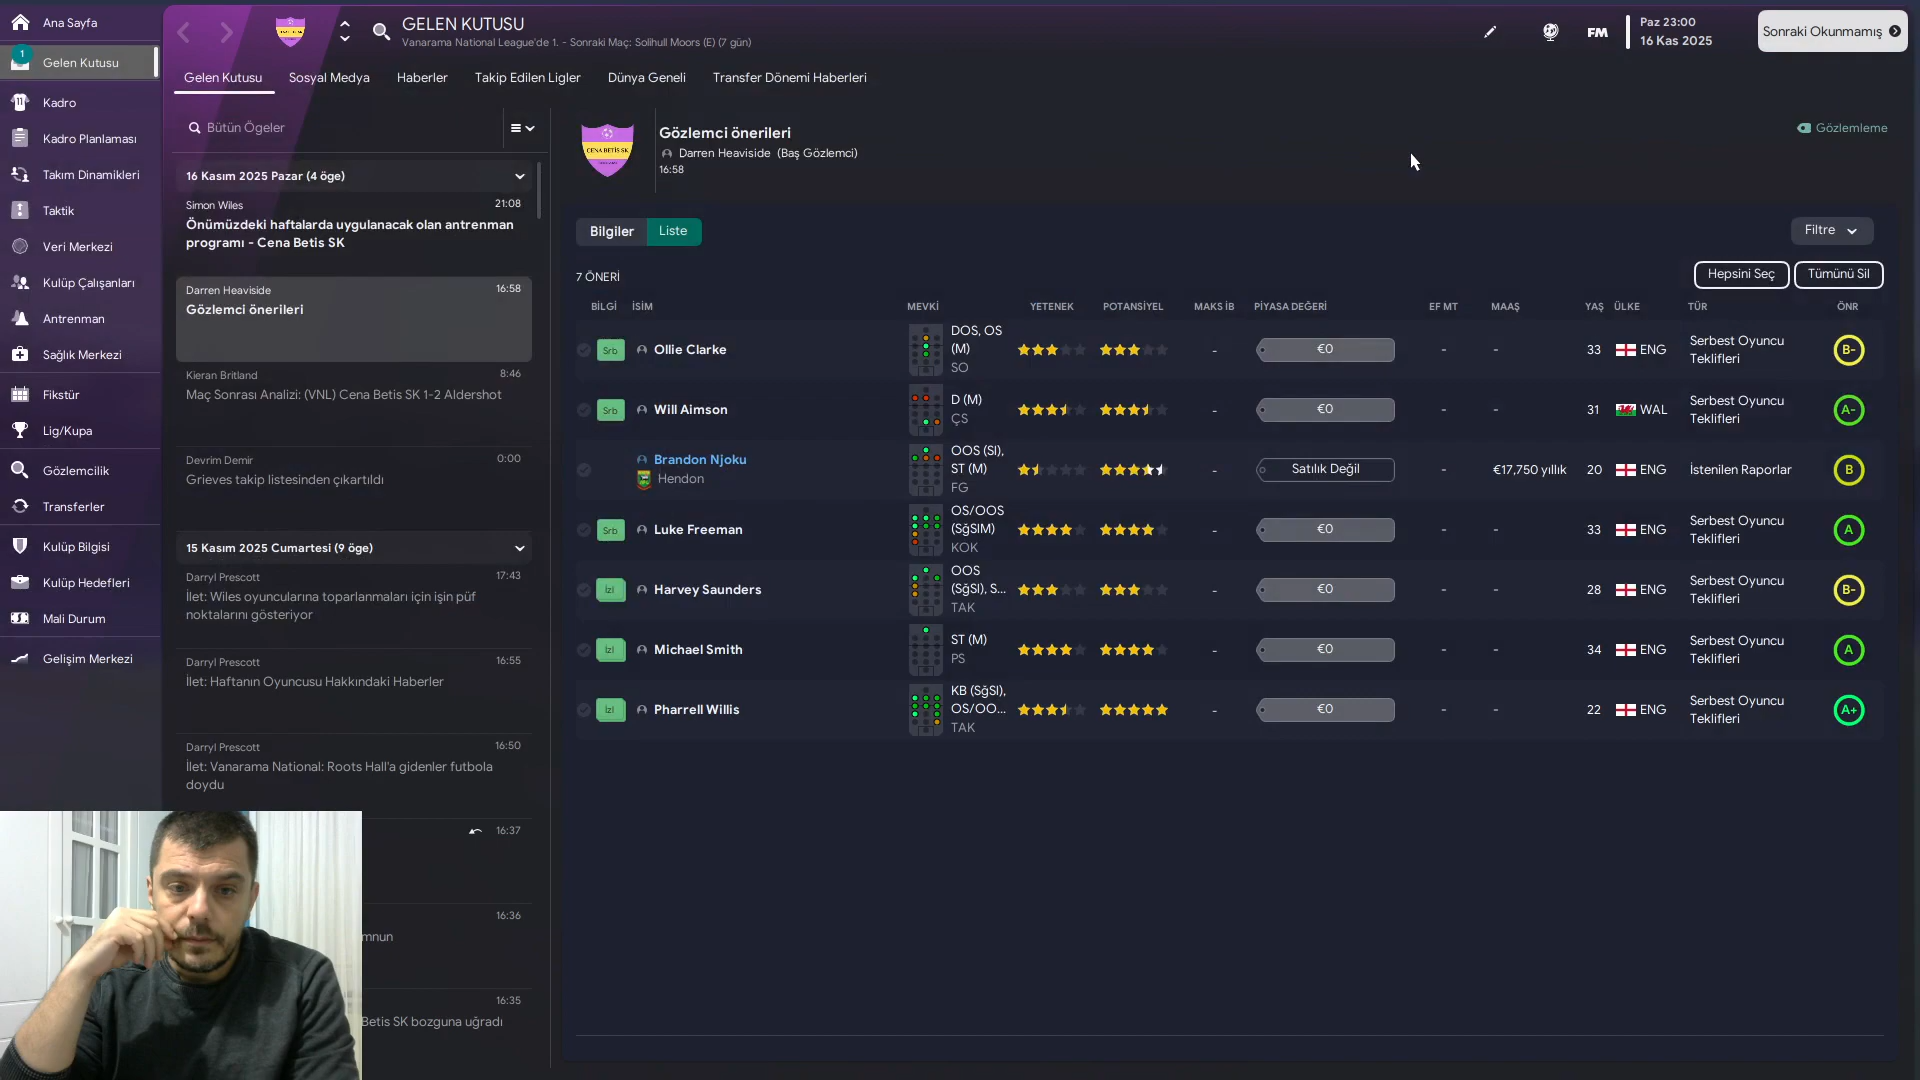 Ana Sayfa
1
Gelen Kutusu
Kadro
Kadro Planlaması
Takım Dinamikleri
Taktik
Veri Merkezi
Kulüp Çalışanları
Antrenman
Sağlık Merkezi
Fikstür
Lig/Kupa
Gözlemcilik
Transferler
Kulüp Bilgisi
Kulüp Hedefleri
Mali Durum
Gelişim Merkezi
GELEN KUTUSU
Vanarama National League'de 1. - Sonraki Maç: Solihull Moors (E) (7 gün)
FM
Paz 23:00
16 Kas 2025
Sonraki Okunmamış
Gelen Kutusu Sosyal Medya Haberler Takip Edilen Ligler Dünya Geneli Transfer Dönemi Haberleri
Bütün Ögeler
16 Kasım 2025 Pazar (4 öge)
Simon Wiles 21:08
Önümüzdeki haftalarda uygulanacak olan antrenman
programı - Cena Betis SK
Darren Heaviside 16:58
Gözlemci önerileri
Kieran Britland 8:46
Maç Sonrası Analizi: (VNL) Cena Betis SK 1-2 Aldershot
Devrim Demir 0:00
Grieves takip listesinden çıkartıldı
15 Kasım 2025 Cumartesi (9 öge)
Darryl Prescott 17:43
İlet: Wiles oyuncularına toparlanmaları için işin püf
noktalarını gösteriyor
Darryl Prescott 16:55
İlet: Haftanın Oyuncusu Hakkındaki Haberler
Darryl Prescott 16:50
İlet: Vanarama National: Roots Hall'a gidenler futbola
doydu
16:37
16:36
mnun
16:35
Betis SK bozguna uğradı
CENA BETIS SK
Gözlemci önerileri
Darren Heaviside (Baş Gözlemci)
16:58
Gözlemleme
Bilgiler Liste
Filtre
7 ÖNERİ
Hepsini Seç Tümünü Sil
BİLGİ İSİM MEVKİ YETENEK POTANSİYEL MAKS İB PİYASA DEĞERİ EF MT MAAŞ YAŞ ÜLKE TÜR ÖNR
Srb Ollie Clarke DOS, OS (M) SO - €0 - - 33 ENG Serbest Oyuncu Teklifleri B-
Srb Will Aimson D (M) ÇS - €0 - - 31 WAL Serbest Oyuncu Teklifleri A-
Brandon Njoku Hendon OOS (Sl), ST (M) FG - Satılık Değil - €17,750 yıllık 20 ENG İstenilen Raporlar B
Srb Luke Freeman OS/OOS (SğSlM) KOK - €0 - - 33 ENG Serbest Oyuncu Teklifleri A
İzl Harvey Saunders OOS (SğSl), S... TAK - €0 - - 28 ENG Serbest Oyuncu Teklifleri B-
İzl Michael Smith ST (M) PS - €0 - - 34 ENG Serbest Oyuncu Teklifleri A
İzl Pharrell Willis KB (SğSl), OS/OO... TAK - €0 - - 22 ENG Serbest Oyuncu Teklifleri A+